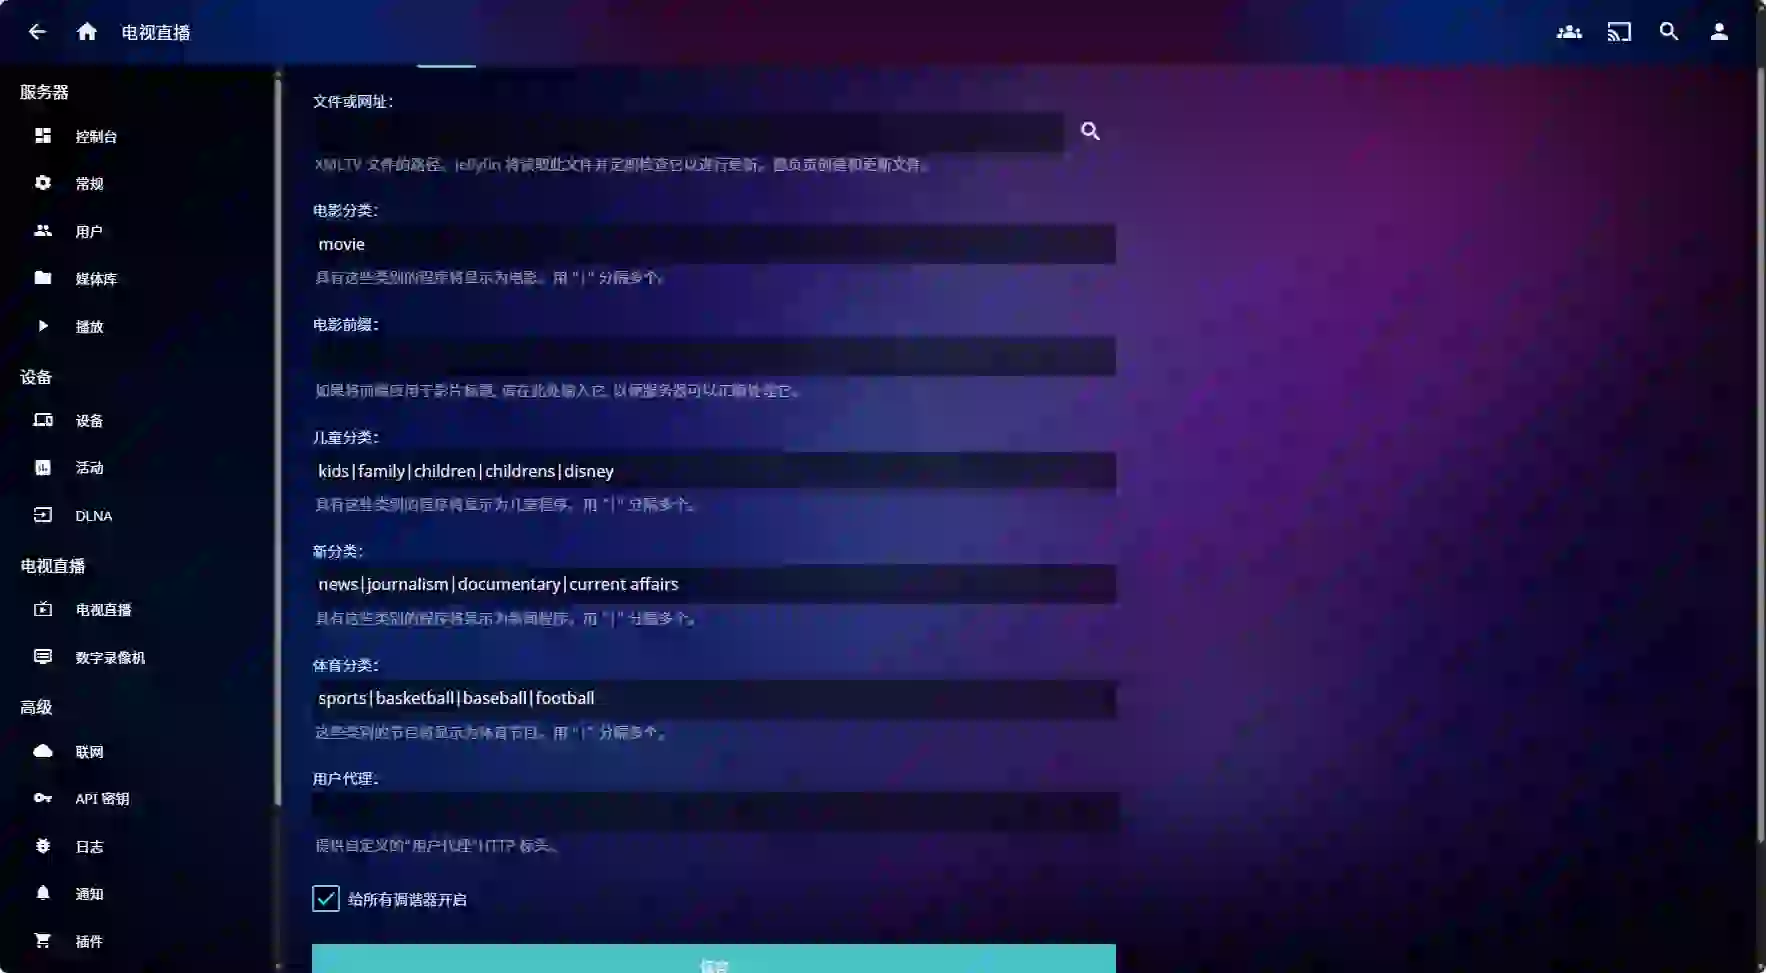 电视直播
服务器
控制台
常规
用户
媒体库
播放
设备
设备
活动
DLNA
电视直播
电视直播
数字录像机
高级
联网
API 密钥
日志
通知
插件
文件或网址：
XMLTV 文件的路径。Jellyfin 将读取此文件并定期检查它以进行更新。您负责创建和更新文件。
电影分类：
movie
具有这些类别的程序将显示为电影。用 "|" 分隔多个。
电影前缀：
如果将前缀应用于影片标题, 请在此处输入它, 以便服务器可以正确处理它。
儿童分类：
kids|family|children|childrens|disney
具有这些类别的程序将显示为儿童程序。用 "|" 分隔多个。
新分类：
news|journalism|documentary|current affairs
具有这些类别的程序将显示为新闻程序。用 "|" 分隔多个。
体育分类：
sports|basketball|baseball|football
这些类别的节目将显示为体育节目。用 "|" 分隔多个。
用户代理：
提供自定义的"用户代理"HTTP 标头。
给所有调谐器开启